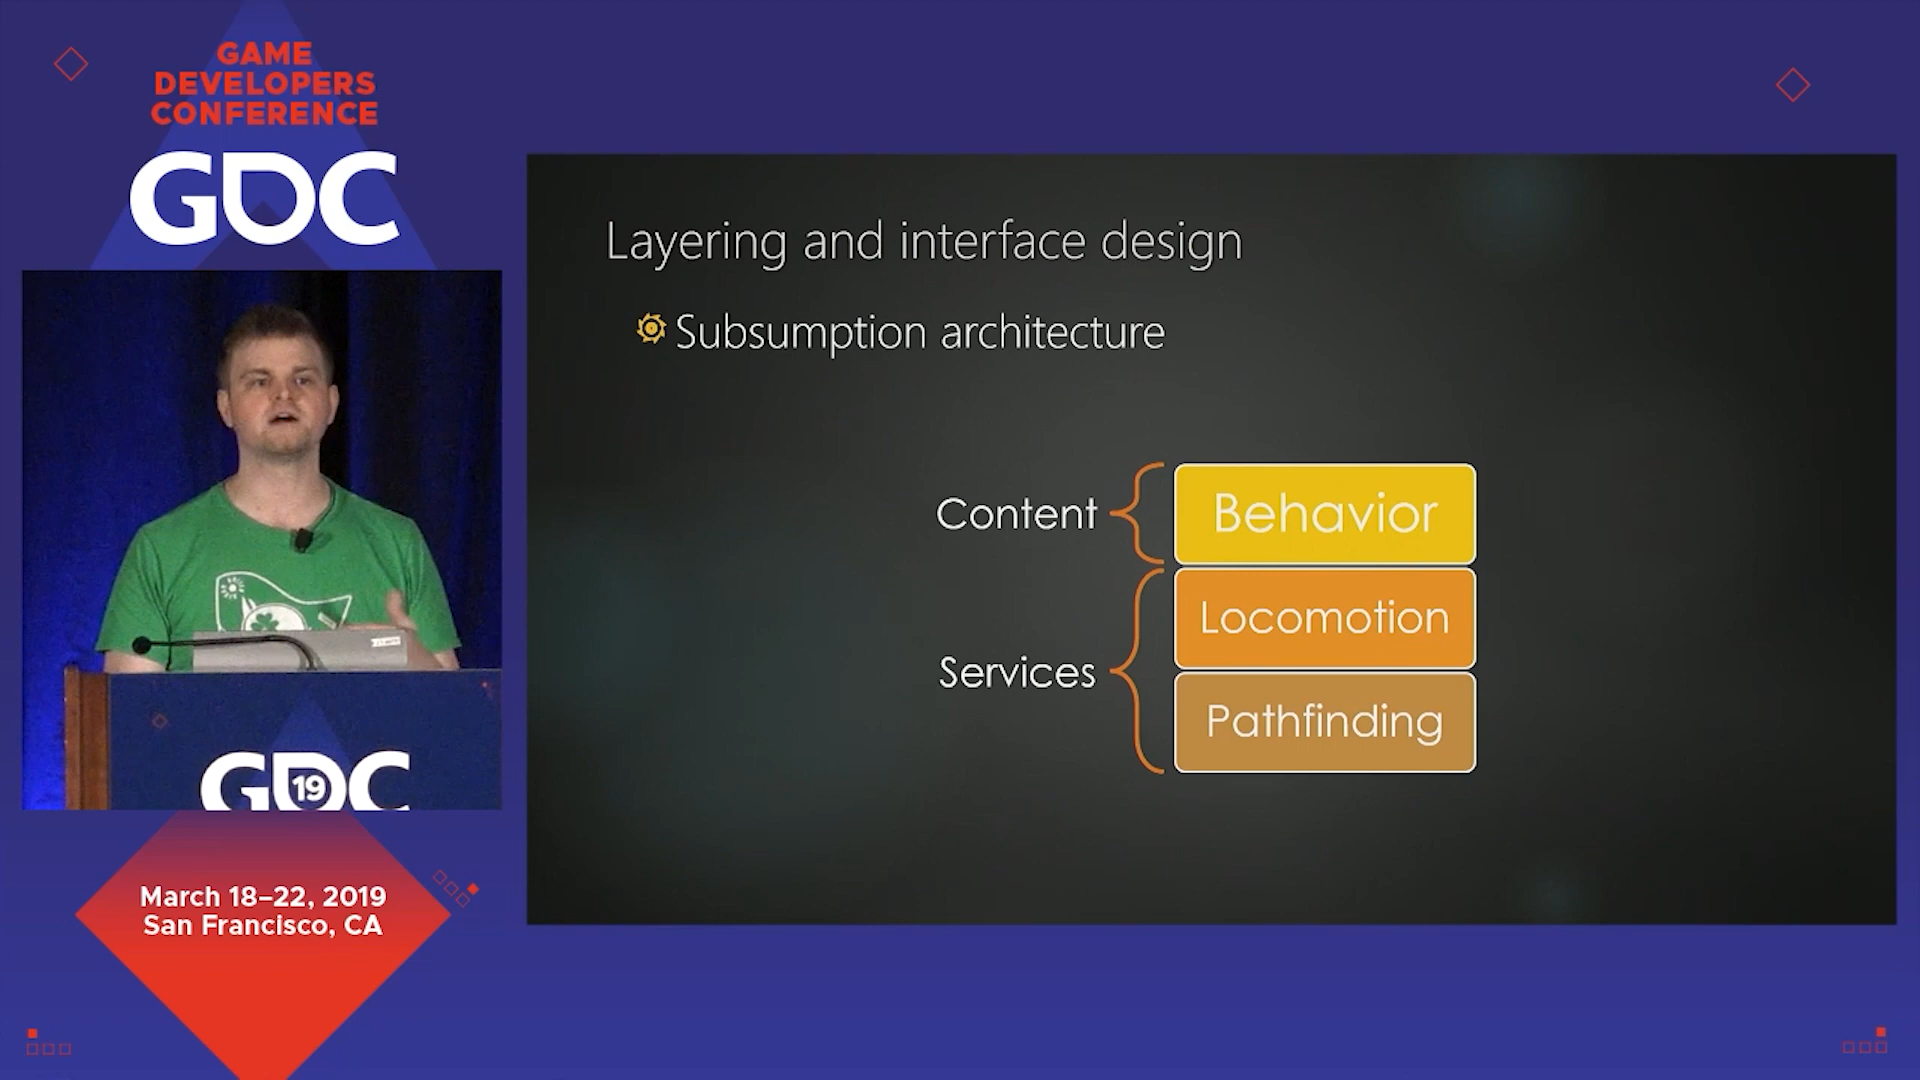 GAME
DEVELOPERS
CONFERENCE
GDC
Layering and interface design
Subsumption architecture
Content
Behavior
Locomotion
Services
Pathfinding
GDC
19
March 18–22, 2019
San Francisco, CA